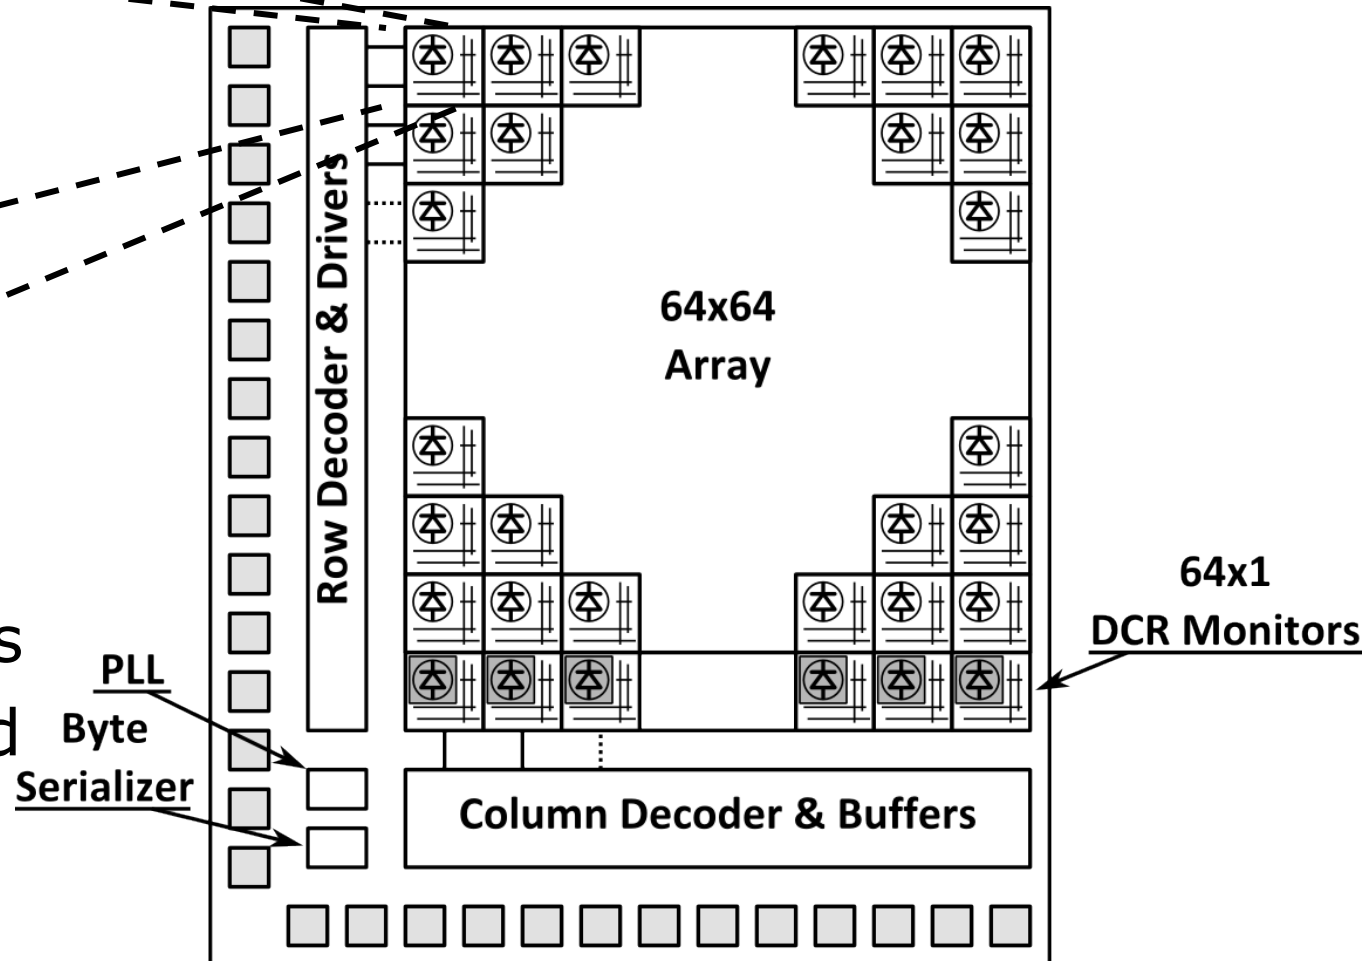 Row Decoder & Drivers
64x64
Array
64x1
DCR Monitors
s
d
PLL
Byte
Serializer
Column Decoder & Buffers